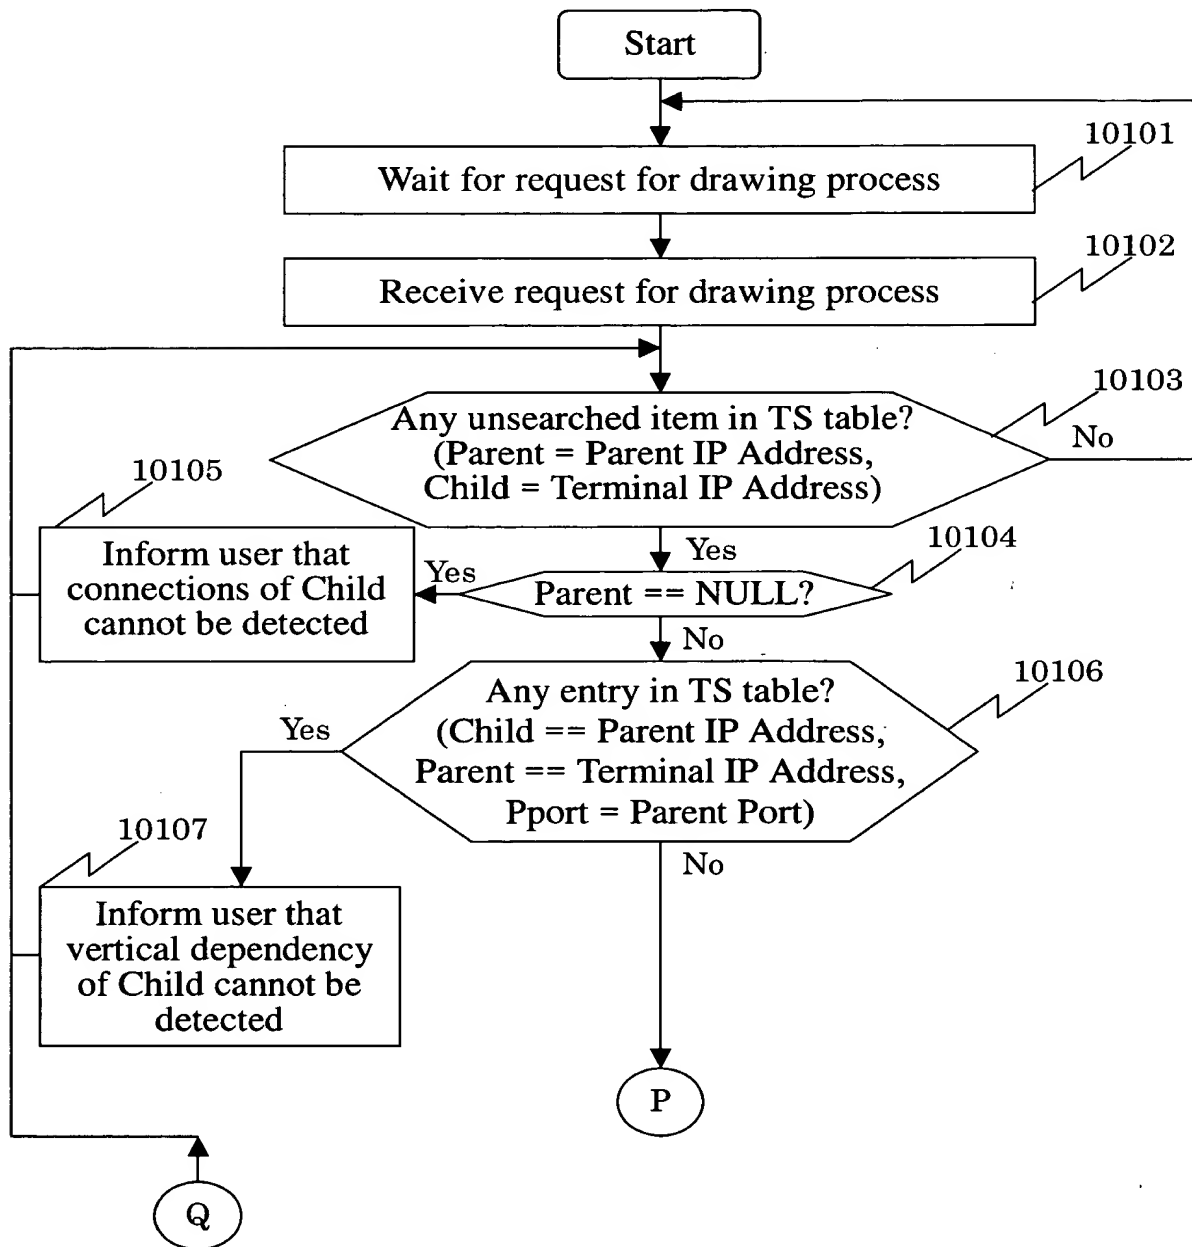 Start
10101
Wait for request for drawing process
10102
Receive request for drawing process
10103
Any unsearched item in TS table?
(Parent = Parent IP Address,
Child = Terminal IP Address)
No
10105
Inform user that
connections of Child
cannot be detected
Yes
Yes
10104
Parent == NULL?
No
10106
Any entry in TS table?
(Child == Parent IP Address,
Parent == Terminal IP Address,
Pport = Parent Port)
Yes
No
10107
Inform user that
vertical dependency
of Child cannot be
detected
P
Q